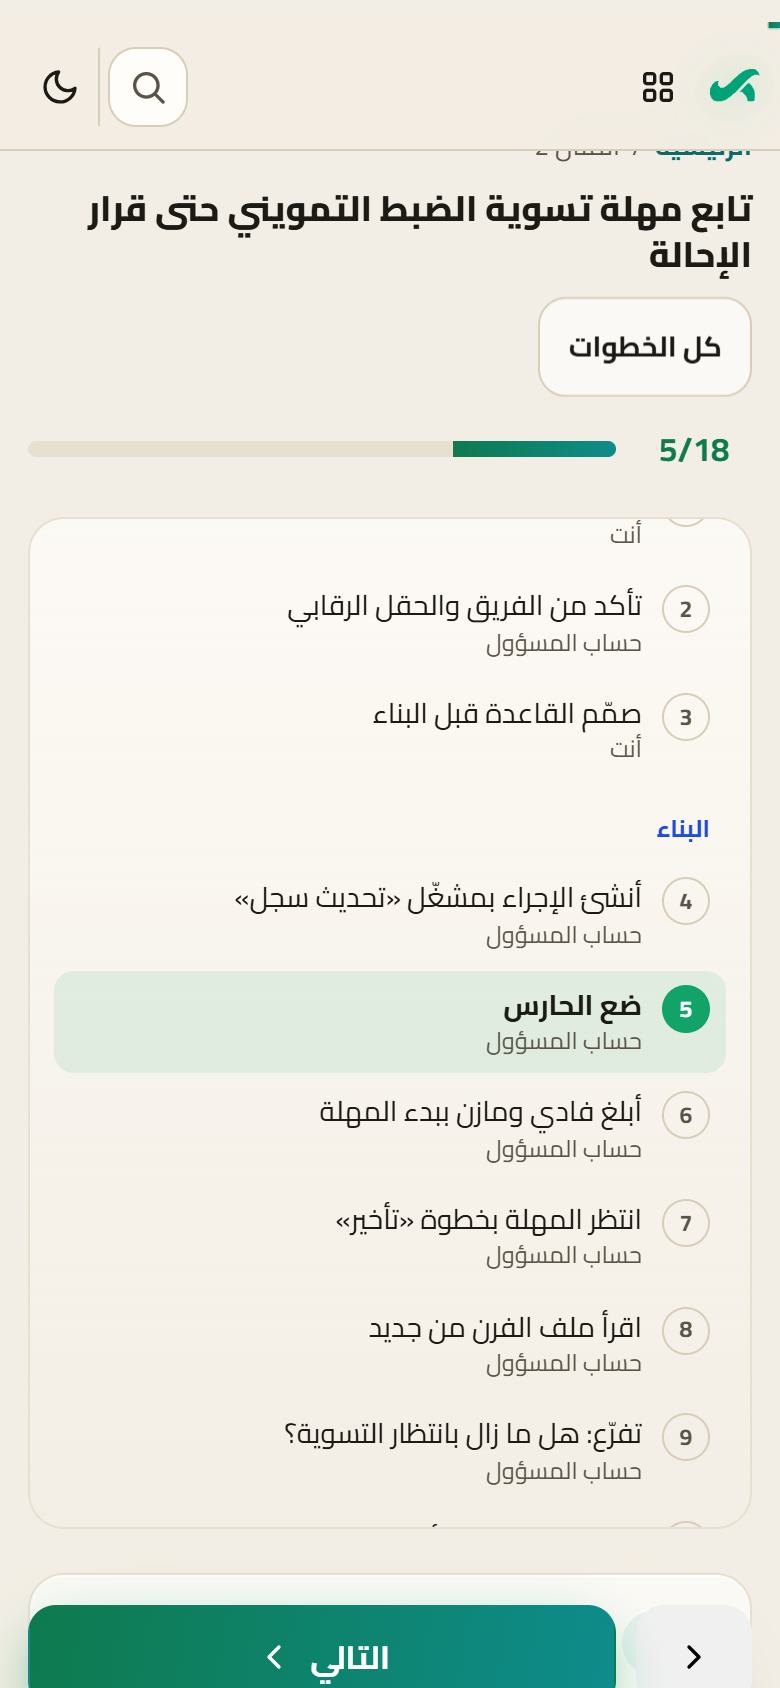 الرئيسية / المثال 2
تابع مهلة تسوية الضبط التمويني حتى قرار
الإحالة
كل الخطوات
5/18
أنت
2
تأكد من الفريق والحقل الرقابي
حساب المسؤول
3
صمّم القاعدة قبل البناء
أنت
البناء
4
أنشئ الإجراء بمشغّل «تحديث سجل»
حساب المسؤول
5
ضع الحارس
حساب المسؤول
6
أبلغ فادي ومازن ببدء المهلة
حساب المسؤول
7
انتظر المهلة بخطوة «تأخير»
حساب المسؤول
8
اقرأ ملف الفرن من جديد
حساب المسؤول
9
تفرّع: هل ما زال بانتظار التسوية؟
حساب المسؤول
التالي